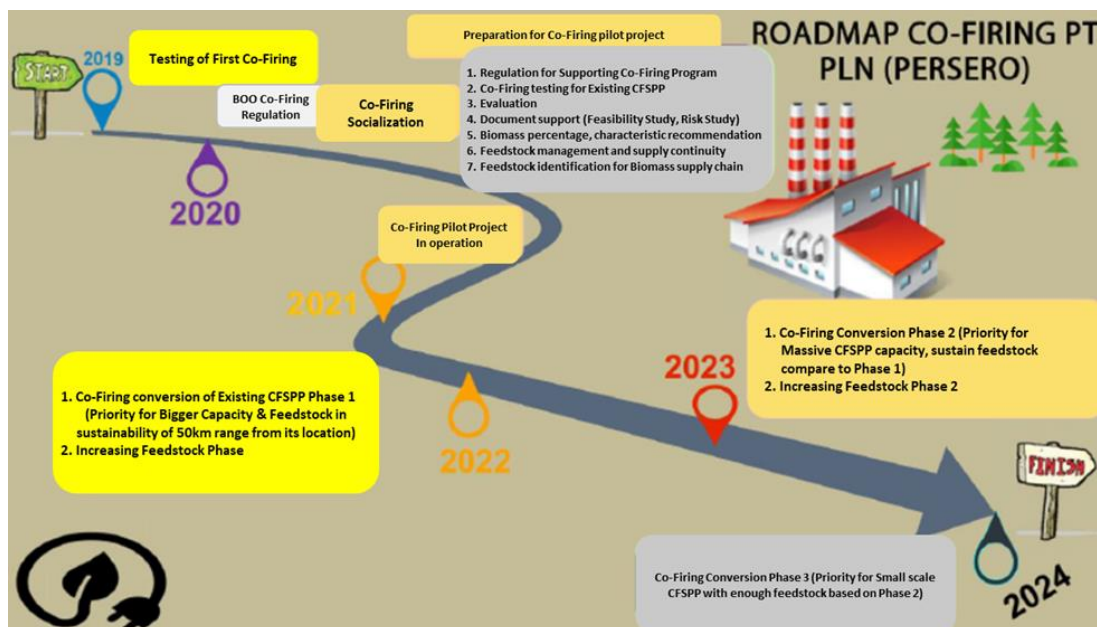 ROADMAP CO-FIRING PT
PLN (PERSERO)
START
2019
Testing of First Co-Firing
BOO Co-Firing
Regulation
Co-Firing
Socialization
Preparation for Co-Firing pilot project
1. Regulation for Supporting Co-Firing Program
2. Co-Firing testing for Existing CFSPP
3. Evaluation
4. Document support (Feasibility Study, Risk Study)
5. Biomass percentage, characteristic recommendation
6. Feedstock management and supply continuity
7. Feedstock identification for Biomass supply chain
2020
Co-Firing Pilot Project
In operation
2021
1. Co-Firing conversion of Existing CFSPP Phase 1
(Priority for Bigger Capacity & Feedstock in
sustainability of 50km range from its location)
2. Increasing Feedstock Phase
2022
2023
1. Co-Firing Conversion Phase 2 (Priority for
Massive CFSPP capacity, sustain feedstock
compare to Phase 1)
2. Increasing Feedstock Phase 2
FINISH
Co-Firing Conversion Phase 3 (Priority for Small scale
CFSPP with enough feedstock based on Phase 2)
2024